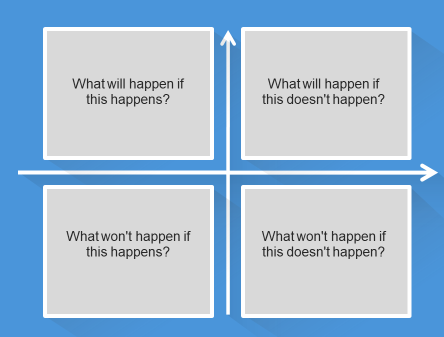 What will happen if
this happens?
What will happen if
this doesn't happen?
What won't happen if
this happens?
What won't happen if
this doesn't happen?